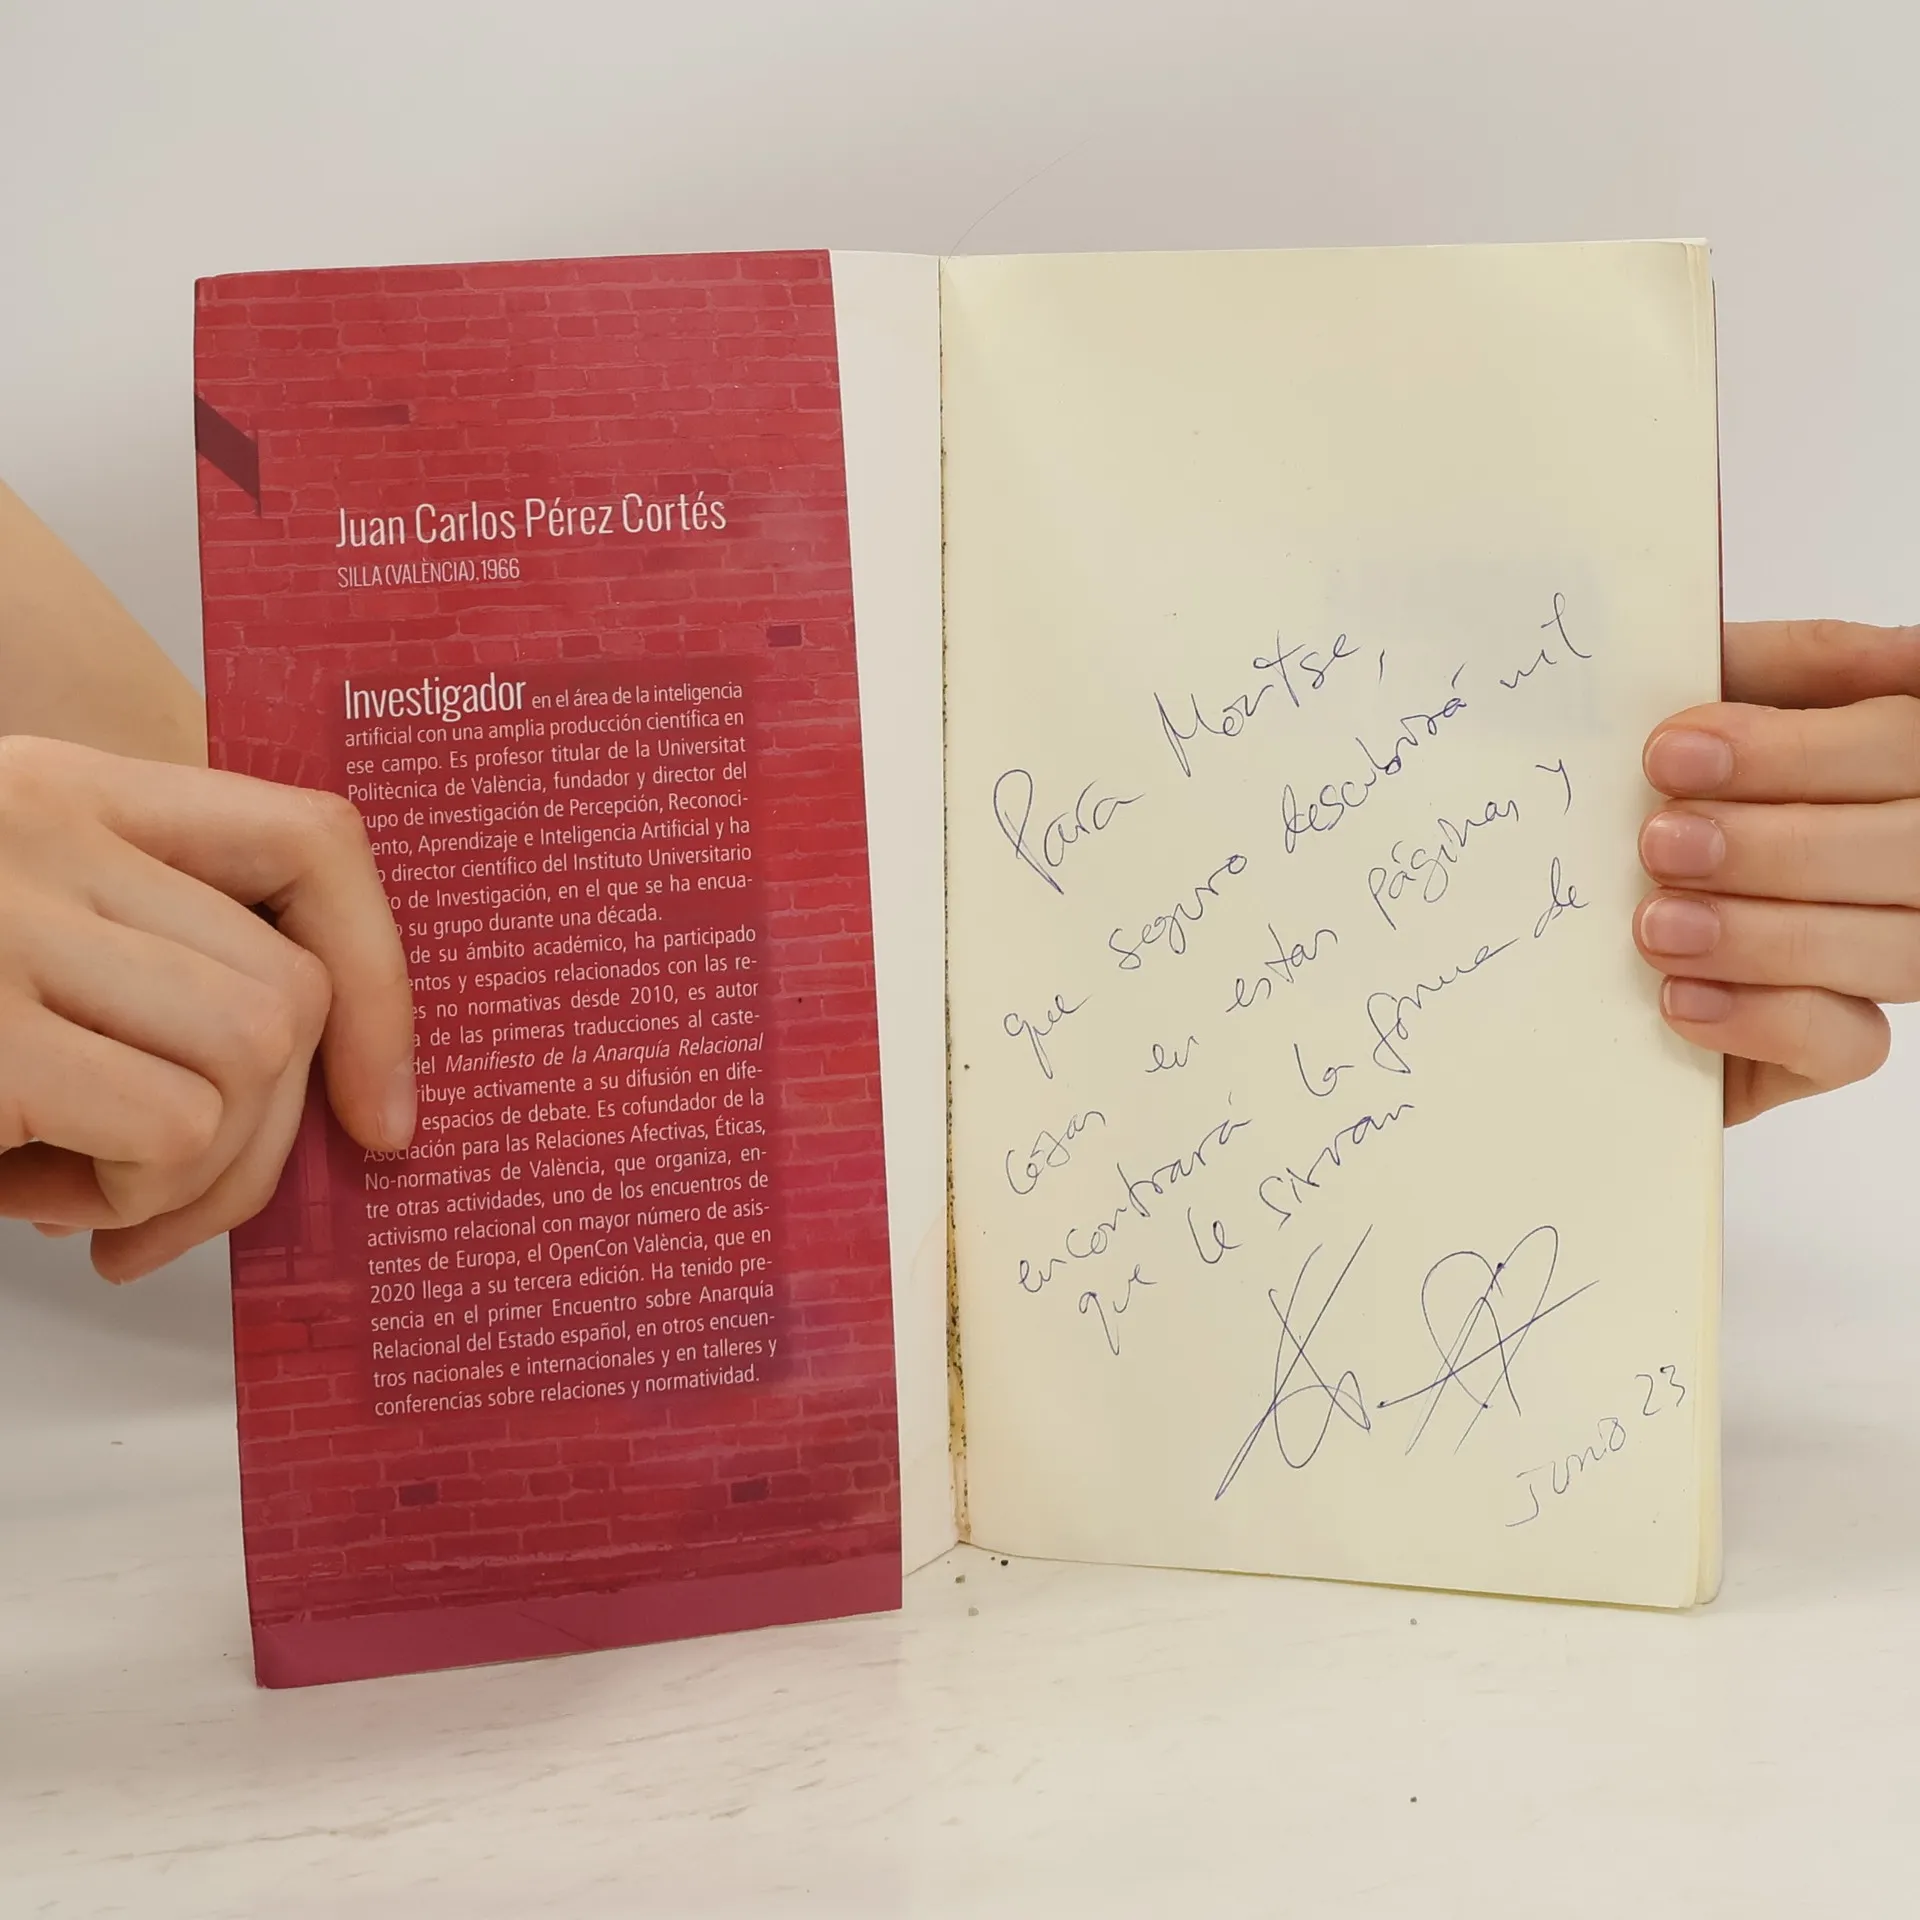 Juan Carlos Pérez Cortés
SILLA (VALÈNCIA), 1966
Investigador en el área de la inteligencia
artificial con una amplia producción científica en
ese campo. Es profesor titular de la Universitat
Politècnica de València, fundador y director del
rupo de investigación de Percepción, Reconoci-
ento, Aprendizaje e Inteligencia Artificial y ha
o director científico del Instituto Universitario
o de Investigación, en el que se ha encua-
o su grupo durante una década.
de su ámbito académico, ha participado
entos y espacios relacionados con las re-
es no normativas desde 2010, es autor
a de las primeras traducciones al caste-
del Manifiesto de la Anarquía Relacional
ribuye activamente a su difusión en dife-
espacios de debate. Es cofundador de la
Asociación para las Relaciones Afectivas, Éticas,
No-normativas de València, que organiza, en-
tre otras actividades, uno de los encuentros de
activismo relacional con mayor número de asis-
tentes de Europa, el OpenCon València, que en
2020 llega a su tercera edición. Ha tenido pre-
sencia en el primer Encuentro sobre Anarquía
Relacional del Estado español, en otros encuen-
tros nacionales e internacionales y en talleres y
conferencias sobre relaciones y normatividad.
Para Montse,
que seguro descubrirá mil
cosas en estas páginas y
encontrará la forma de
que le sirvan
Junio 23